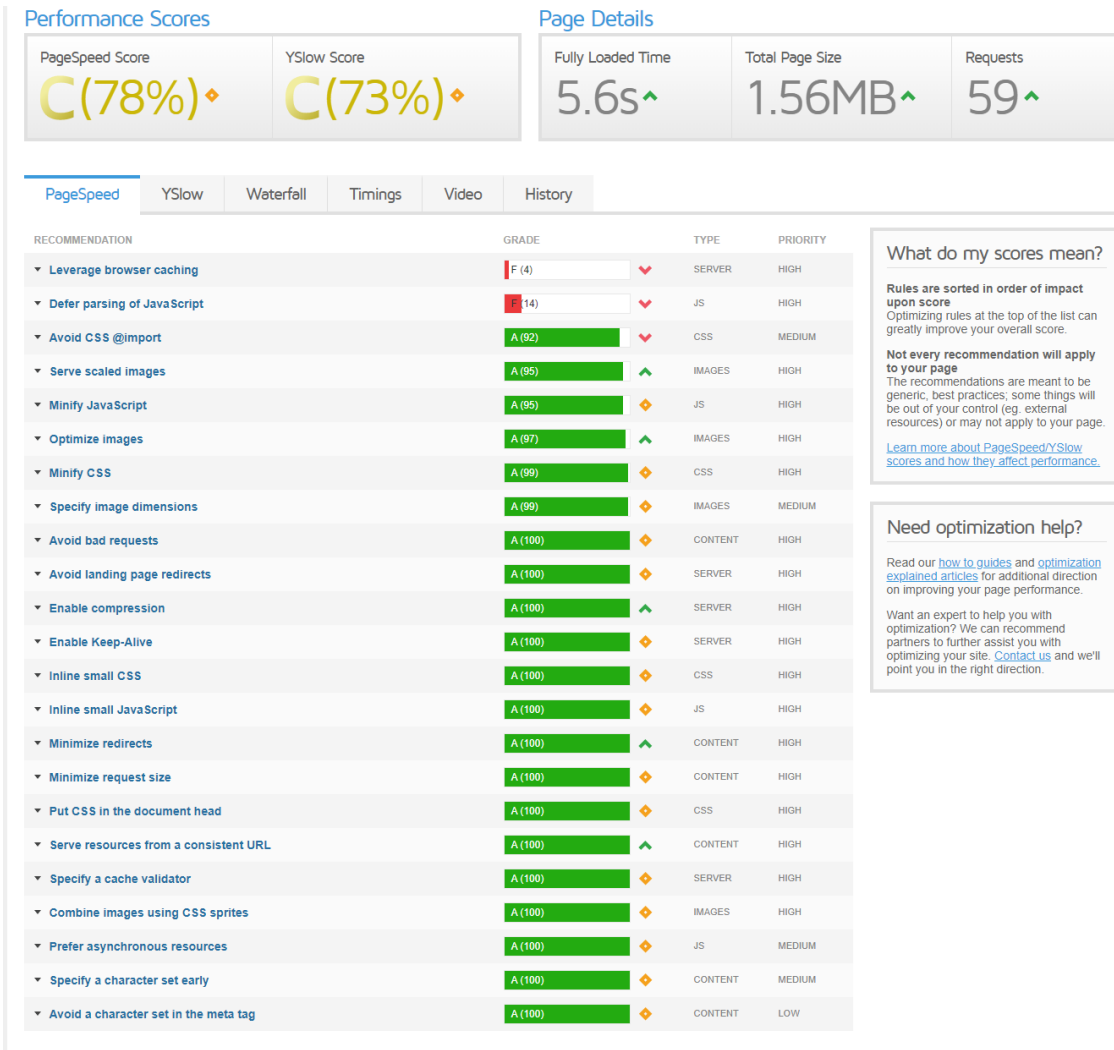 Performance Scores
Page Details
PageSpeed Score
YSlow Score
Fully Loaded Time
Total Page Size
Requests
C(78%)
C(73%)
5.6s
1.56MB
59
PageSpeed
YSlow
Waterfall
Timings
Video
History
RECOMMENDATION GRADE TYPE PRIORITY
Leverage browser caching F (4) SERVER HIGH
Defer parsing of JavaScript F (14) JS HIGH
Avoid CSS @import A (92) CSS MEDIUM
Serve scaled images A (95) IMAGES HIGH
Minify JavaScript A (95) JS HIGH
Optimize images A (97) IMAGES HIGH
Minify CSS A (99) CSS HIGH
Specify image dimensions A (99) IMAGES MEDIUM
Avoid bad requests A (100) CONTENT HIGH
Avoid landing page redirects A (100) SERVER HIGH
Enable compression A (100) SERVER HIGH
Enable Keep-Alive A (100) SERVER HIGH
Inline small CSS A (100) CSS HIGH
Inline small JavaScript A (100) JS HIGH
Minimize redirects A (100) CONTENT HIGH
Minimize request size A (100) CONTENT HIGH
Put CSS in the document head A (100) CSS HIGH
Serve resources from a consistent URL A (100) CONTENT HIGH
Specify a cache validator A (100) SERVER HIGH
Combine images using CSS sprites A (100) IMAGES HIGH
Prefer asynchronous resources A (100) JS MEDIUM
Specify a character set early A (100) CONTENT MEDIUM
Avoid a character set in the meta tag A (100) CONTENT LOW
What do my scores mean?
Rules are sorted in order of impact
upon score
Optimizing rules at the top of the list can
greatly improve your overall score.
Not every recommendation will apply
to your page
The recommendations are meant to be
generic, best practices; some things will
be out of your control (eg. external
resources) or may not apply to your page.
Learn more about PageSpeed/YSlow
scores and how they affect performance.
Need optimization help?
Read our how to guides and optimization
explained articles for additional direction
on improving your page performance.
Want an expert to help you with
optimization? We can recommend
partners to further assist you with
optimizing your site. Contact us and we'll
point you in the right direction.